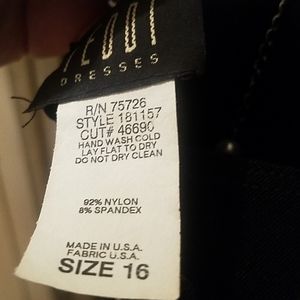 DRESSES
R/N 75726
STYLE 181157
CUT# 46690
HAND WASH COLD
LAY FLAT TO DRY
DO NOT DRY CLEAN
92% NYLON
8% SPANDEX
MADE IN U.S.A.
FABRIC U.S.A.
SIZE 16